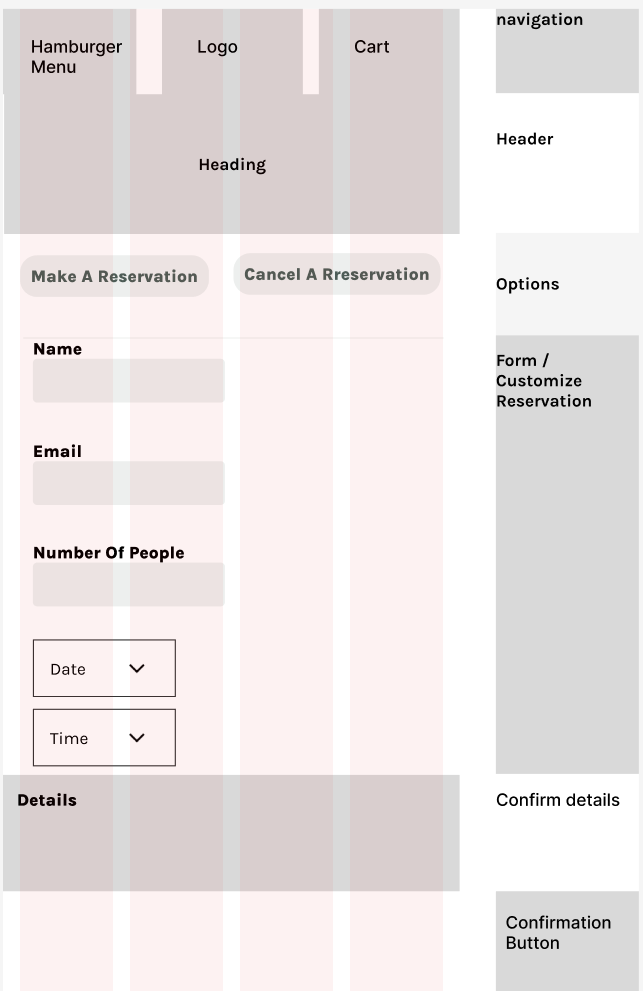 navigation
Hamburger
Menu
Logo
Cart
Header
Heading
Make A Reservation
Cancel A Rreservation
Options
Name
Form /
Customize
Reservation
Email
Number Of People
Date
Time
Details
Confirm details
Confirmation
Button